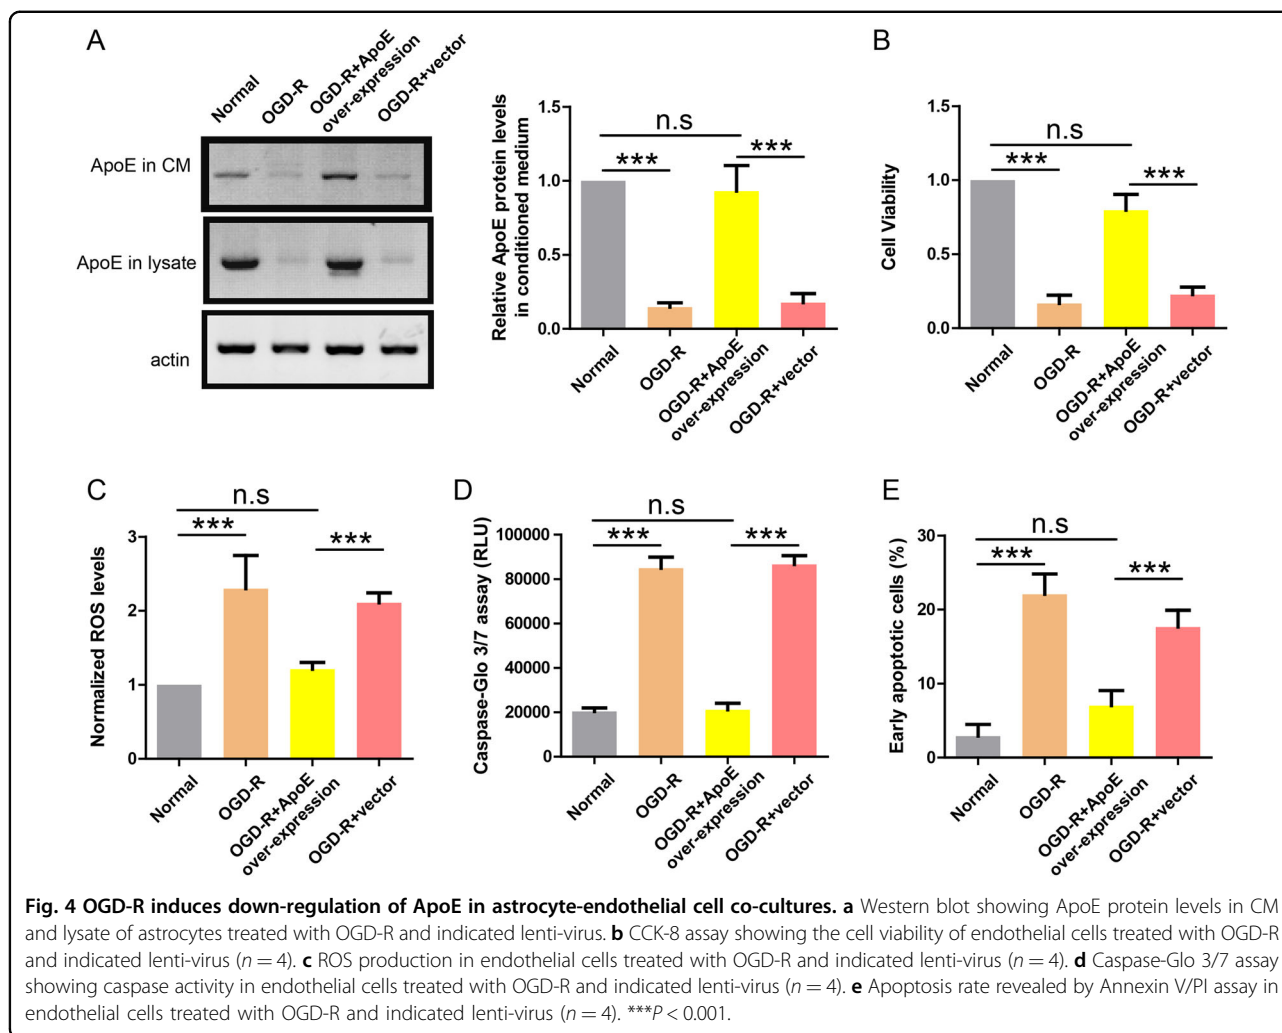 A
Normal
OGD-R
OGD-R+ApoE
over-expression
OGD-R+vector
ApoE in CM
ApoE in lysate
actin
Relative ApoE protein levels
in conditioned medium
1.5
1.0
0.5
0.0
n.s
***
***
Normal
OGD-R
OGD-R+ApoE
over-expression
OGD-R+vector
B
Cell Viability
1.5
1.0
0.5
0.0
n.s
***
***
Normal
OGD-R
OGD-R+ApoE
over-expression
OGD-R+vector
C
Normalized ROS levels
3
2
1
0
n.s
***
***
Normal
OGD-R
OGD-R+ApoE
over-expression
OGD-R+vector
D
Caspase-Glo 3/7 assay (RLU)
100000
80000
60000
40000
20000
0
n.s
***
***
Normal
OGD-R
OGD-R+ApoE
over-expression
OGD-R+vector
E
Early apoptotic cells (%)
30
20
10
0
n.s
***
***
Normal
OGD-R
OGD-R+ApoE
over-expression
OGD-R+vector
Fig. 4 OGD-R induces down-regulation of ApoE in astrocyte-endothelial cell co-cultures. a Western blot showing ApoE protein levels in CM
and lysate of astrocytes treated with OGD-R and indicated lenti-virus. b CCK-8 assay showing the cell viability of endothelial cells treated with OGD-R
and indicated lenti-virus (n = 4). c ROS production in endothelial cells treated with OGD-R and indicated lenti-virus (n = 4). d Caspase-Glo 3/7 assay
showing caspase activity in endothelial cells treated with OGD-R and indicated lenti-virus (n = 4). e Apoptosis rate revealed by Annexin V/PI assay in
endothelial cells treated with OGD-R and indicated lenti-virus (n = 4). ***P < 0.001.